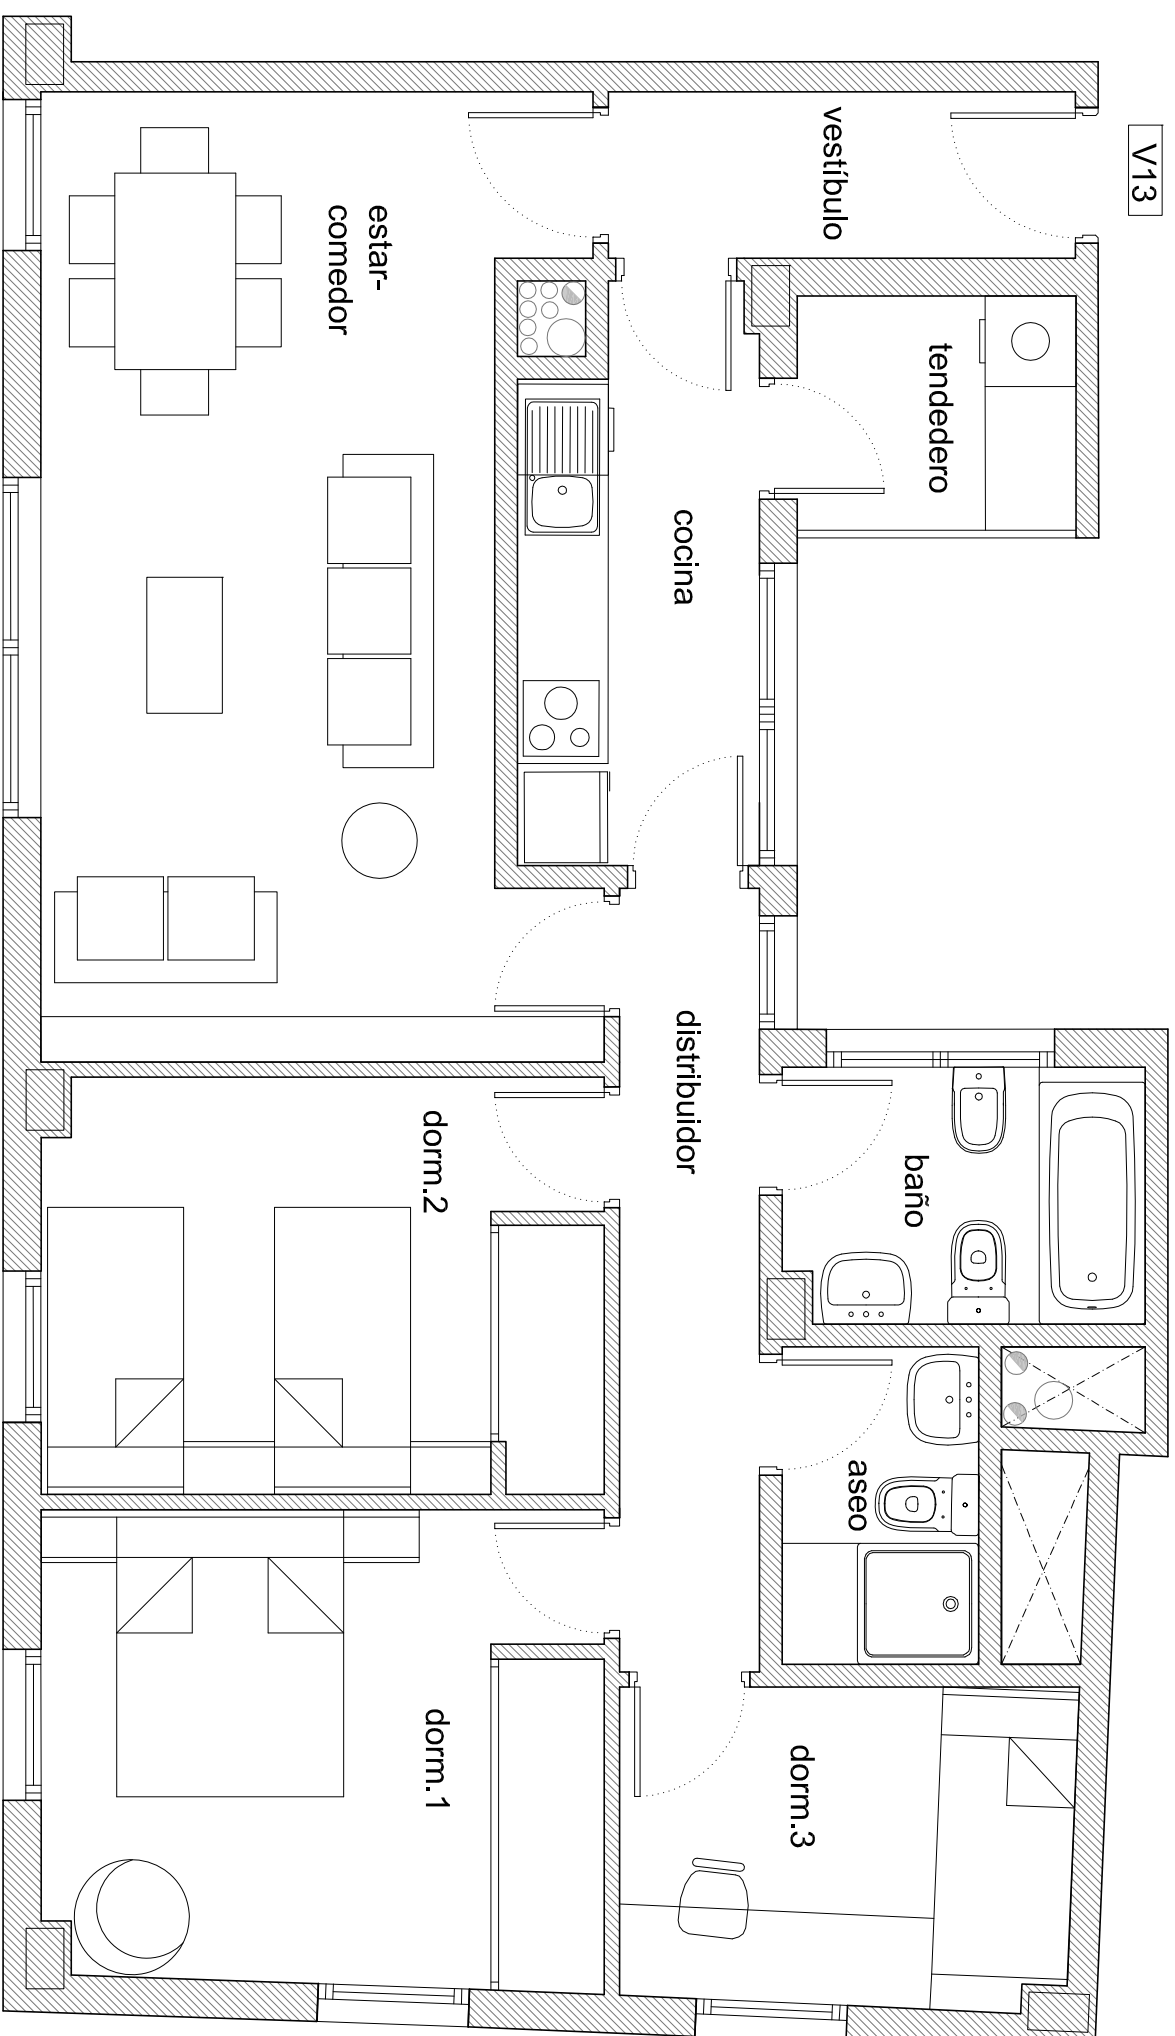 V13
vestíbulo
tendedero
estar-
comedor
cocina
distribuidor
baño
dorm.2
aseo
dorm.1
dorm.3